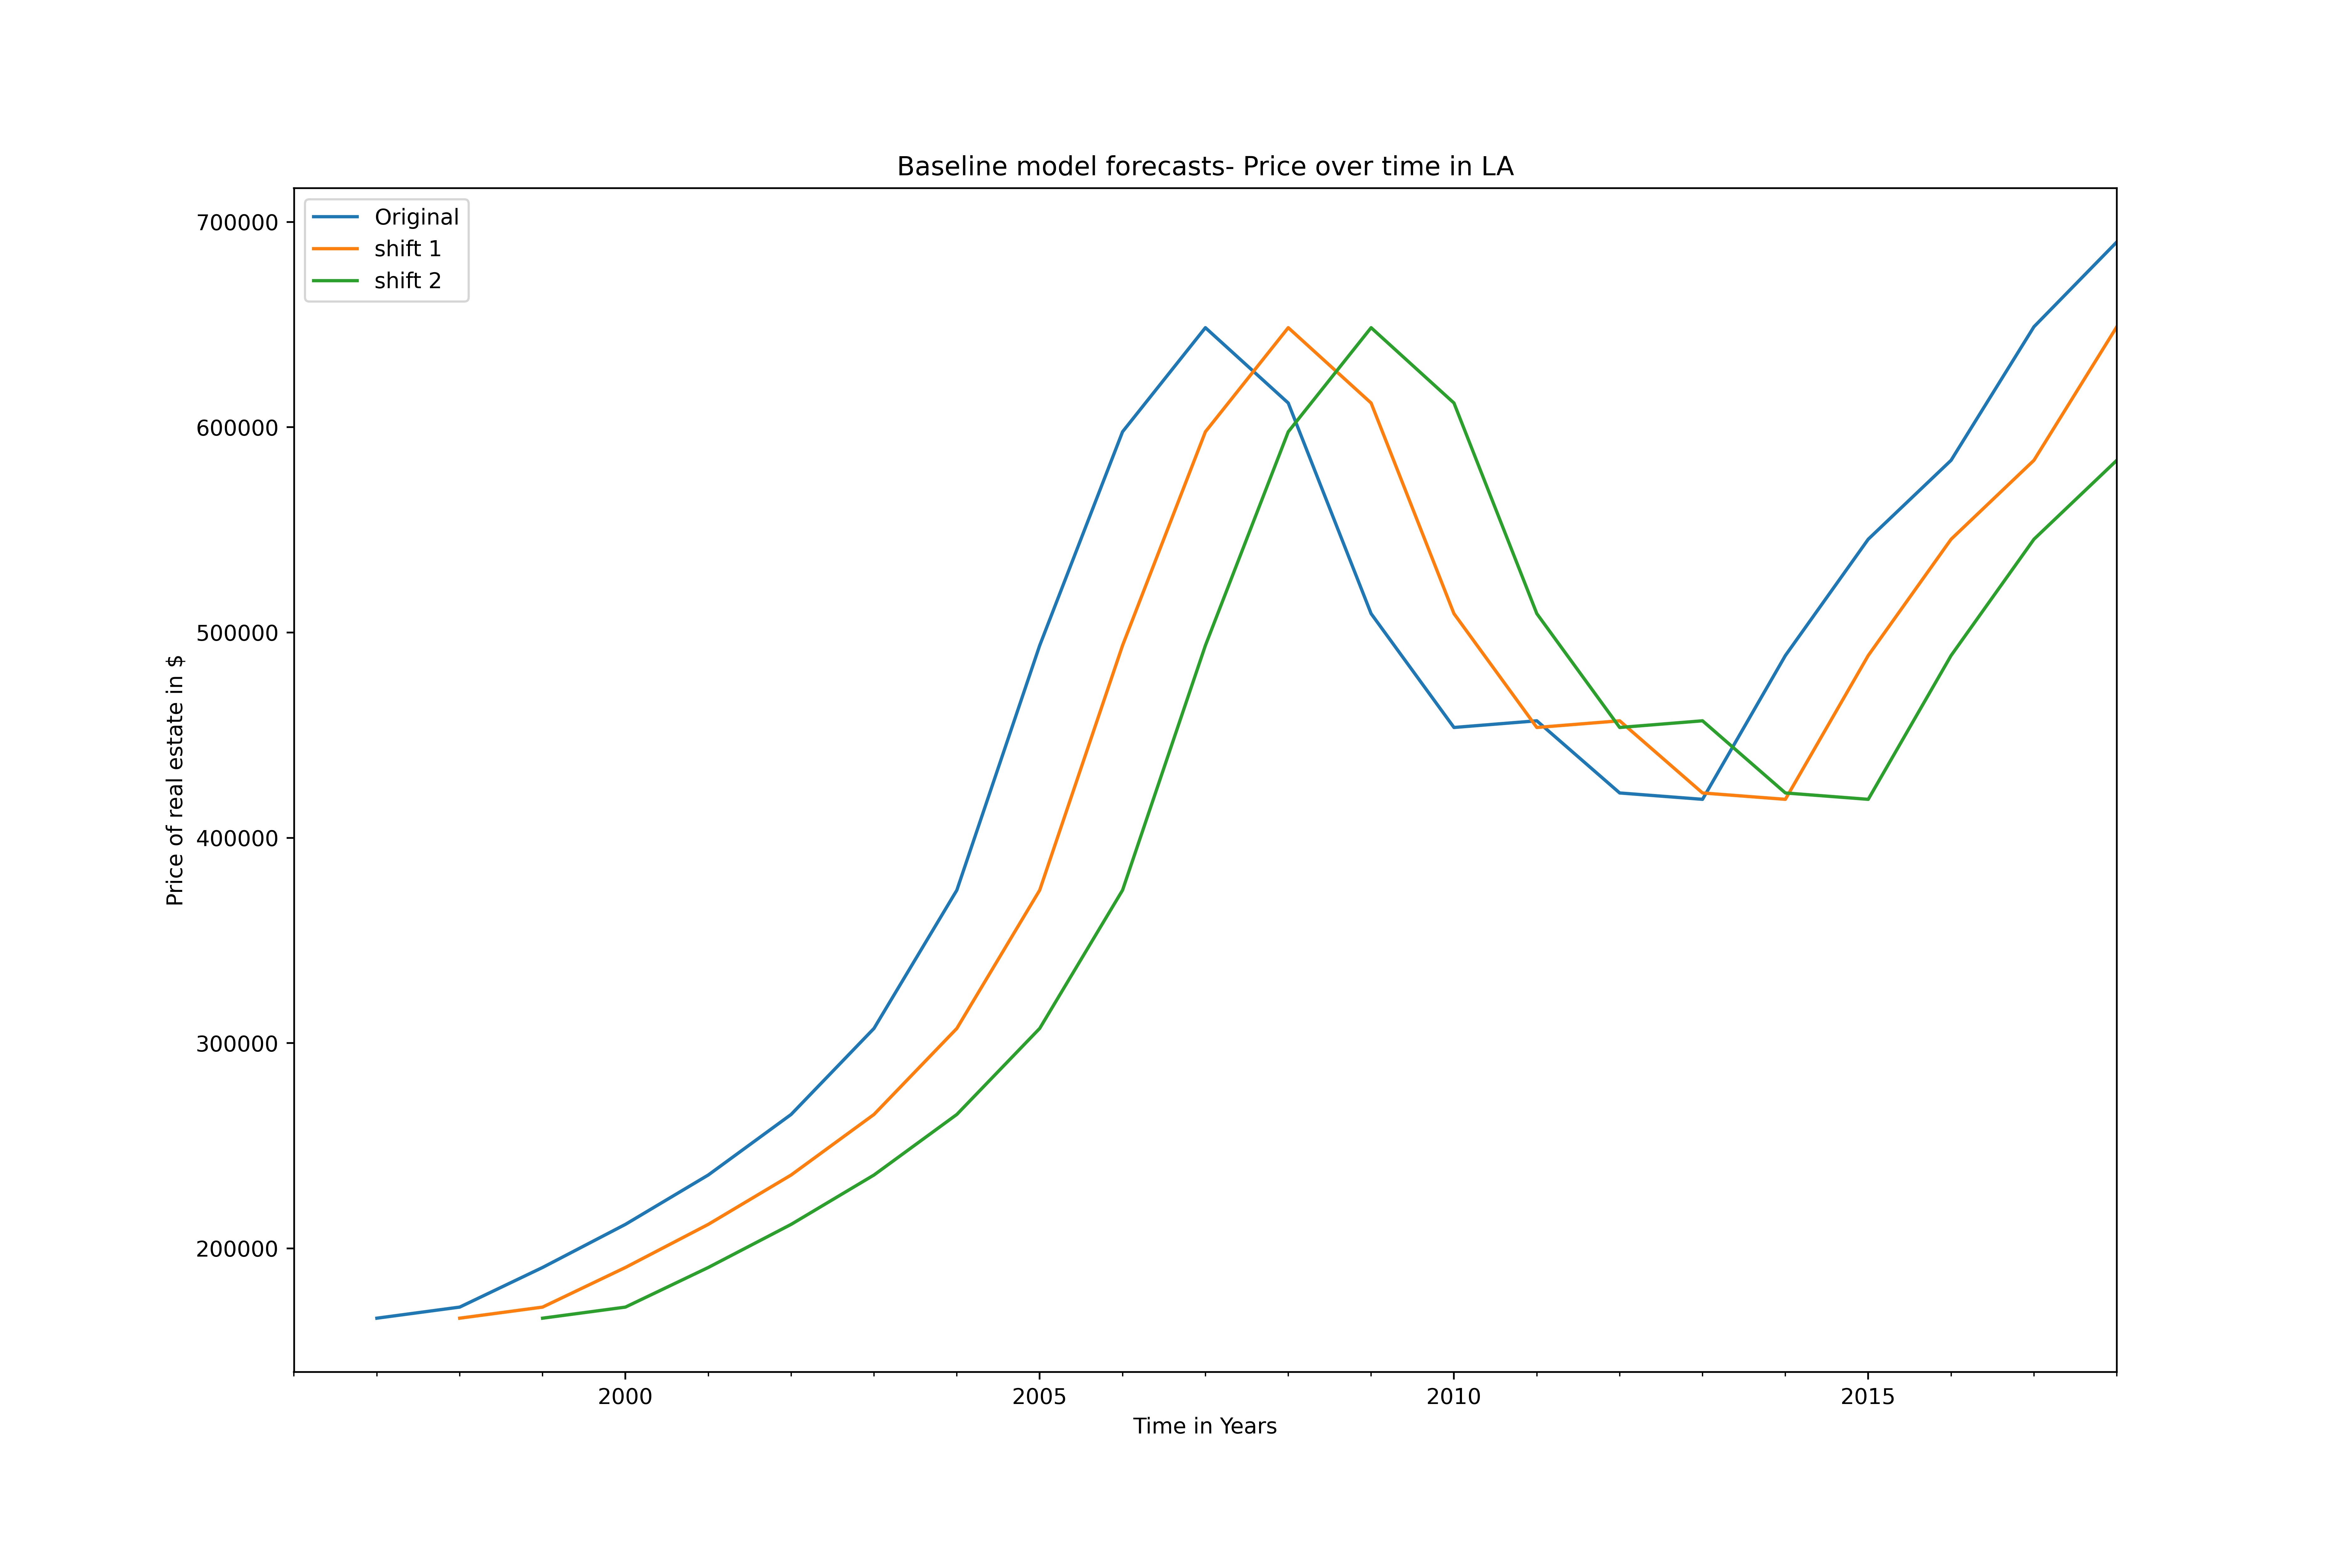 Baseline model forecasts- Price over time in LA
Original
shift 1
shift 2
700000
600000
500000
400000
300000
200000
Price of real estate in $
2000 2005 2010 2015
Time in Years